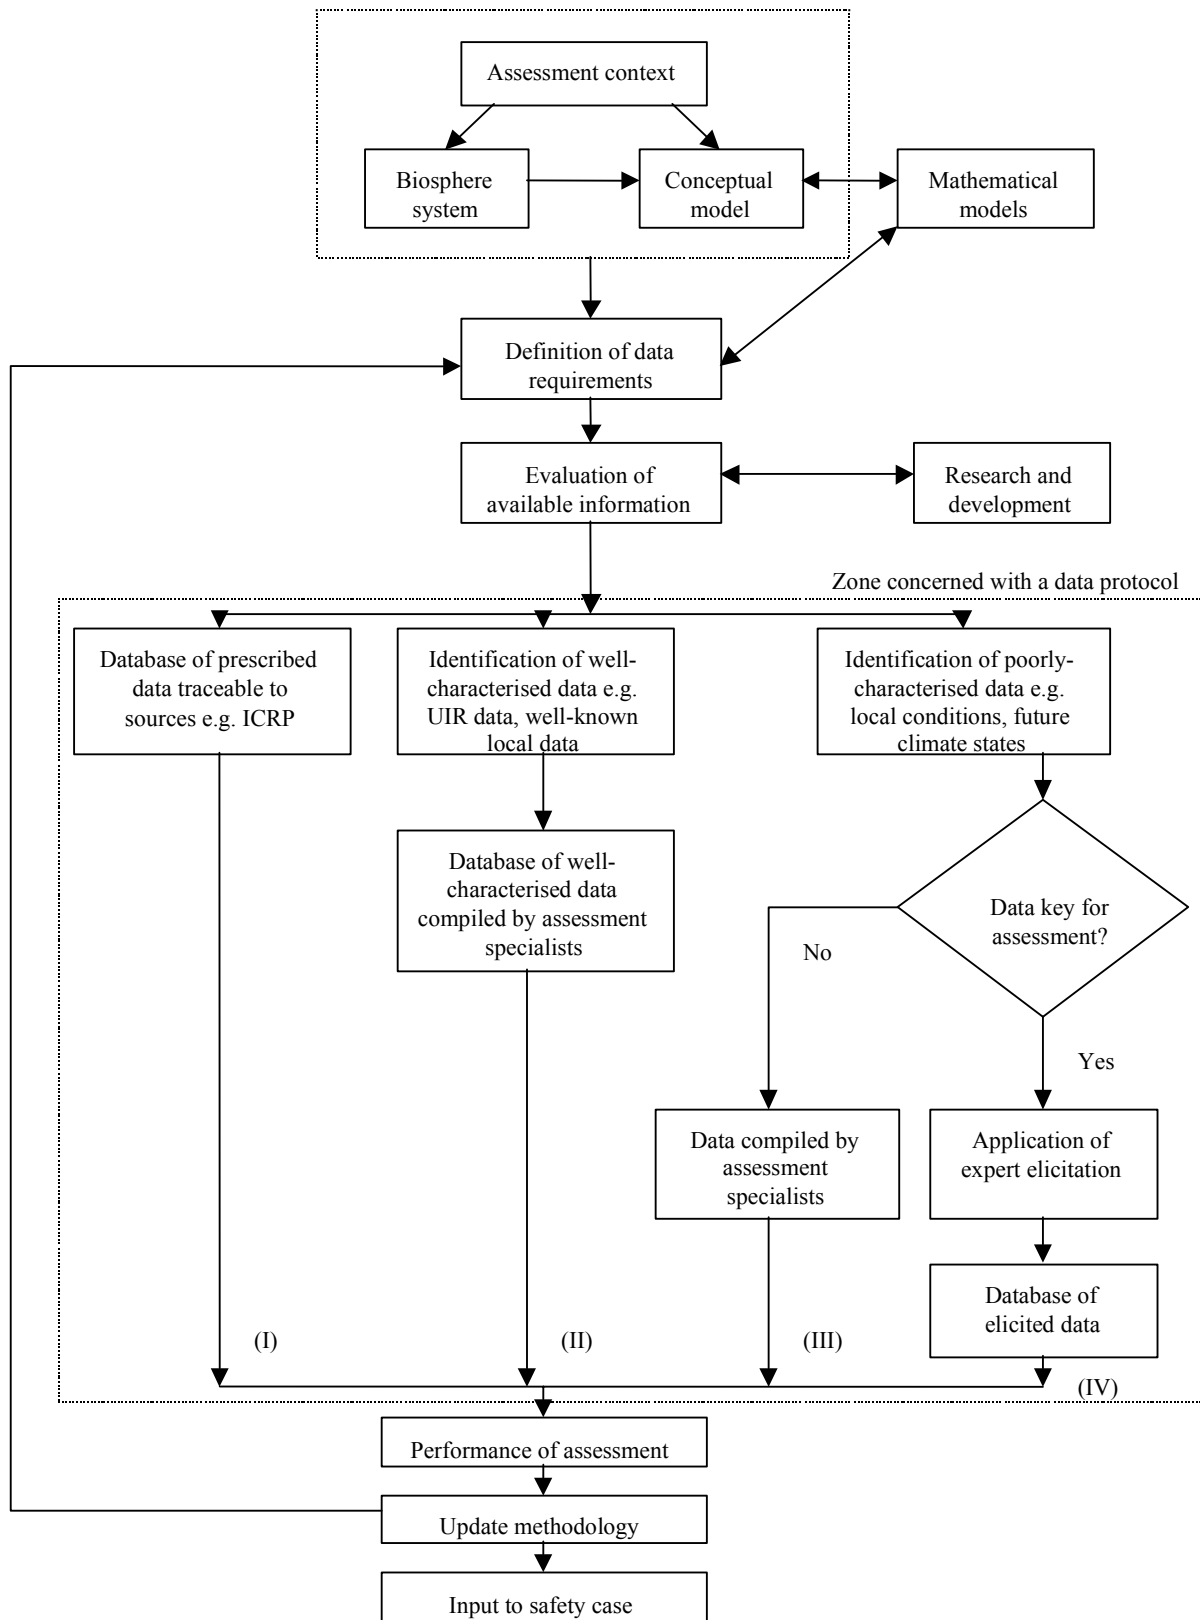 Assessment context
Biosphere
system
Conceptual
model
Mathematical
models
Definition of data
requirements
Evaluation of
available information
Research and
development
Zone concerned with a data protocol
Database of prescribed
data traceable to
sources e.g. ICRP
Identification of well-
characterised data e.g.
UIR data, well-known
local data
Identification of poorly-
characterised data e.g.
local conditions, future
climate states
Database of well-
characterised data
compiled by assessment
specialists
Data key for
assessment?
No
Yes
Data compiled by
assessment
specialists
Application of
expert elicitation
Database of
elicited data
(I)
(II)
(III)
(IV)
Performance of assessment
Update methodology
Input to safety case